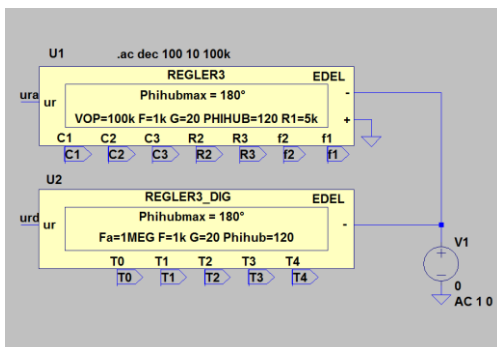 U1 .ac dec 100 10 100k
REGLER3 EDEL
ura ur Phihubmax = 180° -
VOP=100k F=1k G=20 PHIHUB=120 R1=5k +
C1 C2 C3 R2 R3 f2 f1
C1 C2 C3 R2 R3 f2 f1
U2
REGLER3_DIG EDEL
urd ur Phihubmax = 180° -
Fa=1MEG F=1k G=20 Phihub=120
T0 T1 T2 T3 T4
T0 T1 T2 T3 T4
V1
+
-
0
AC 1 0